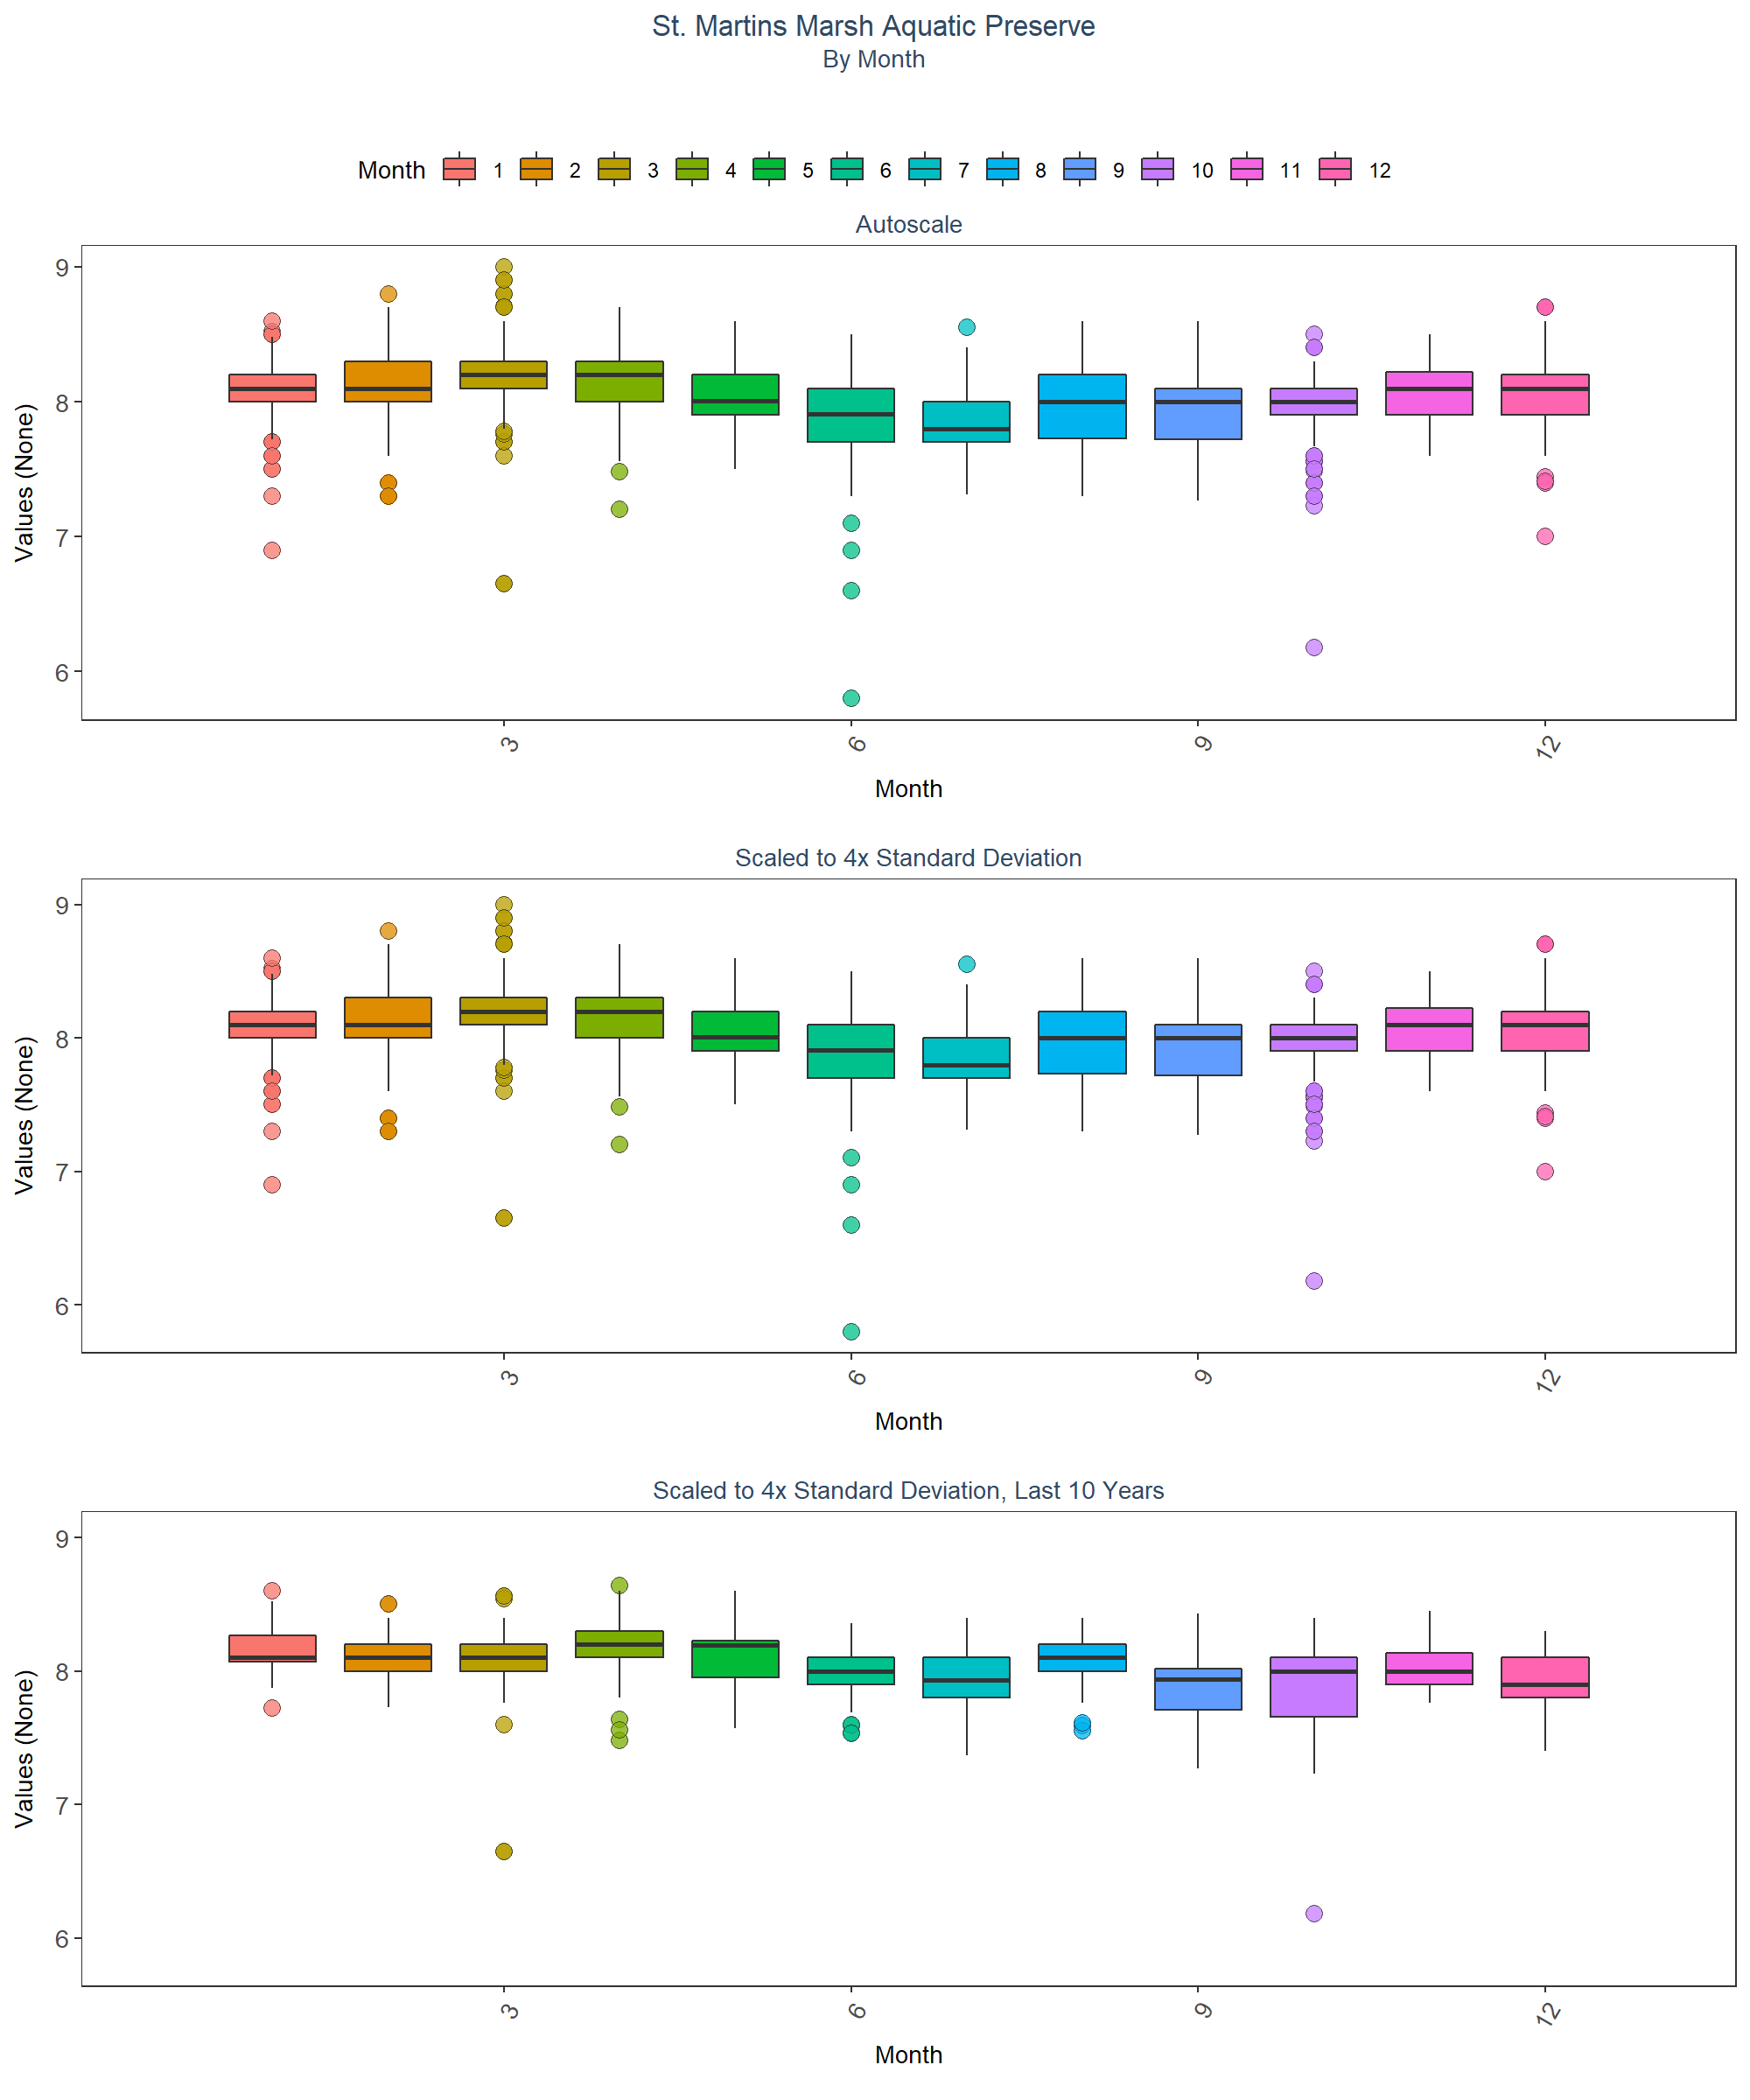 St. Martins Marsh Aquatic Preserve
By Month
Month 1 2 3 4 5 6 7 8 9 10 11 12
Autoscale
Values (None)
9
8
7
6
3 6 9 12
Month
Scaled to 4x Standard Deviation
Values (None)
9
8
7
6
3 6 9 12
Month
Scaled to 4x Standard Deviation, Last 10 Years
Values (None)
9
8
7
6
3 6 9 12
Month